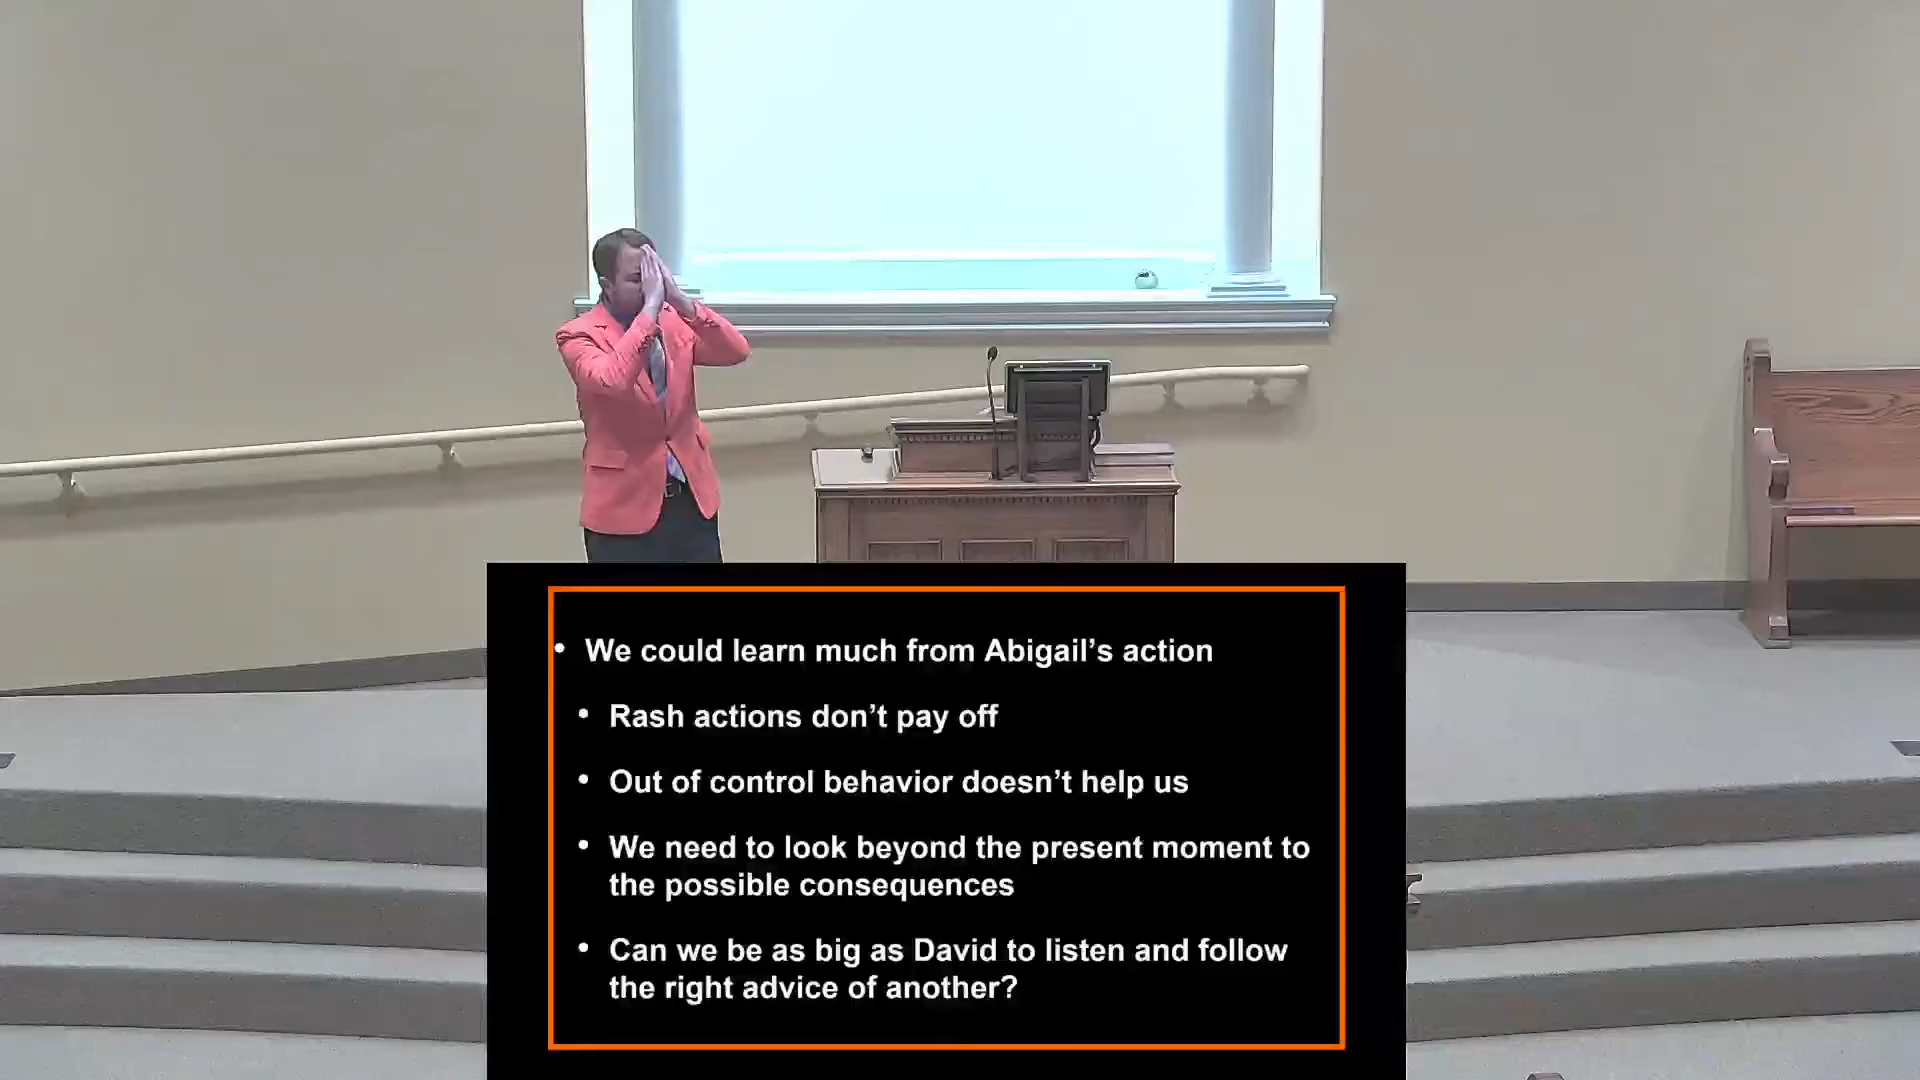 • We could learn much from Abigail’s action
• Rash actions don’t pay off
• Out of control behavior doesn’t help us
• We need to look beyond the present moment to
the possible consequences
• Can we be as big as David to listen and follow
the right advice of another?